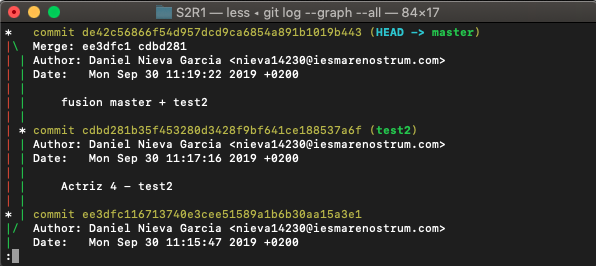 S2R1 — less ◂ git log --graph --all — 84×17
*   commit de42c56866f54d957dcd9ca6854a891b1019b443 (HEAD -> master)
|\  Merge: ee3dfc1 cdbd281
| | Author: Daniel Nieva Garcia <nieva14230@iesmarenostrum.com>
| | Date:   Mon Sep 30 11:19:22 2019 +0200
| |
| |     fusion master + test2
| |
| * commit cdbd281b35f453280d3428f9bf641ce188537a6f (test2)
| | Author: Daniel Nieva Garcia <nieva14230@iesmarenostrum.com>
| | Date:   Mon Sep 30 11:17:16 2019 +0200
| |
| |     Actriz 4 - test2
| |
* | commit ee3dfc116713740e3cee51589a1b6b30aa15a3e1
|/  Author: Daniel Nieva Garcia <nieva14230@iesmarenostrum.com>
|   Date:   Mon Sep 30 11:15:47 2019 +0200
: